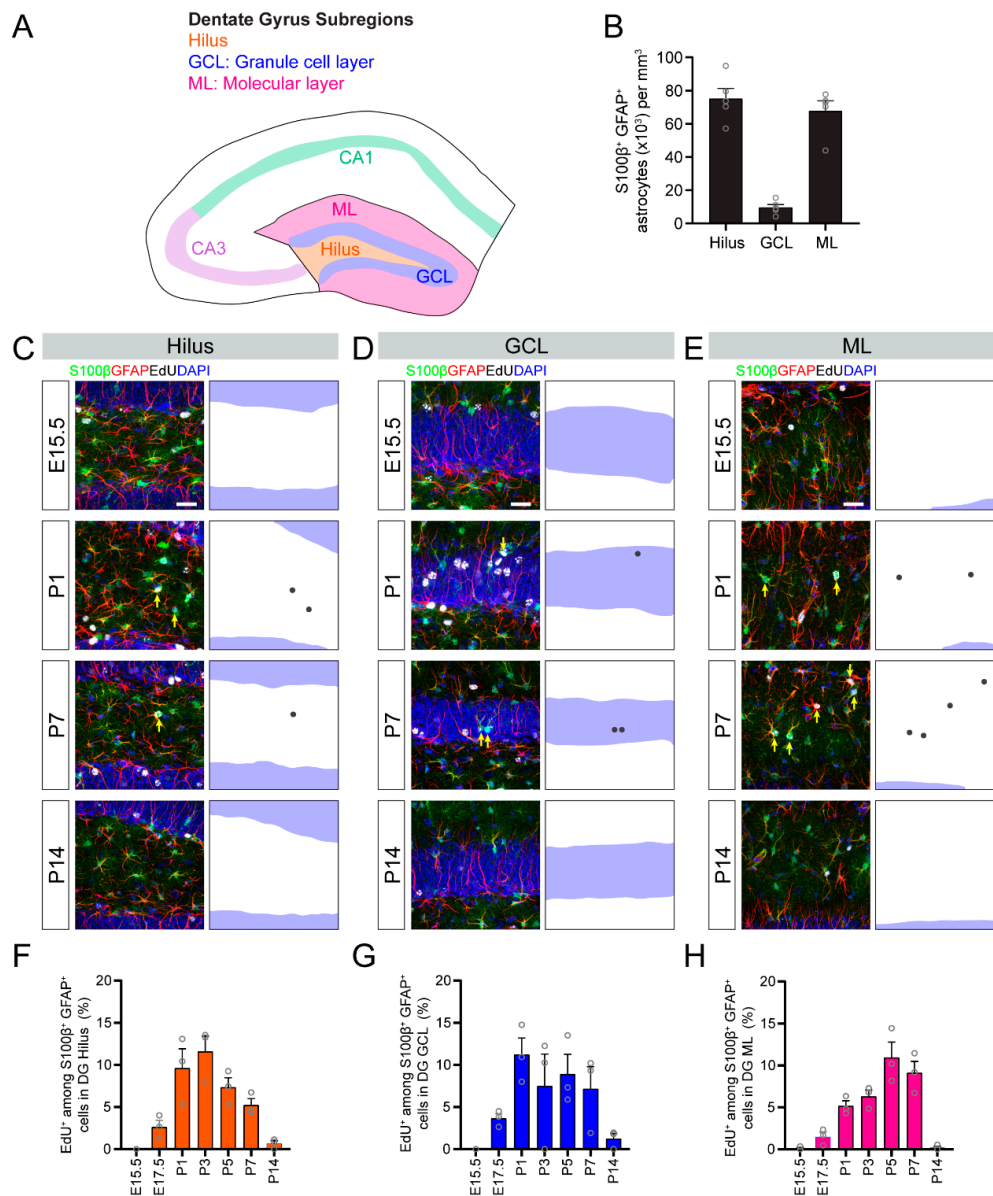 A
Dentate Gyrus Subregions
Hilus
GCL: Granule cell layer
ML: Molecular layer
CA1
ML
CA3
Hilus
GCL
B
S100β⁺ GFAP⁺
astrocytes (x10³) per mm³
100
80
60
40
20
0
Hilus GCL ML
C
Hilus
S100βGFAPEdUDAPI
E15.5
P1
P7
P14
D
GCL
S100βGFAPEdUDAPI
E15.5
P1
P7
P14
E
ML
S100βGFAPEdUDAPI
E15.5
P1
P7
P14
F
EdU⁺ among S100β⁺ GFAP⁺
cells in DG Hilus (%)
20
15
10
5
0
E15.5 E17.5 P1 P3 P5 P7 P14
G
EdU⁺ among S100β⁺ GFAP⁺
cells in DG GCL (%)
20
15
10
5
0
E15.5 E17.5 P1 P3 P5 P7 P14
H
EdU⁺ among S100β⁺ GFAP⁺
cells in DG ML (%)
20
15
10
5
0
E15.5 E17.5 P1 P3 P5 P7 P14